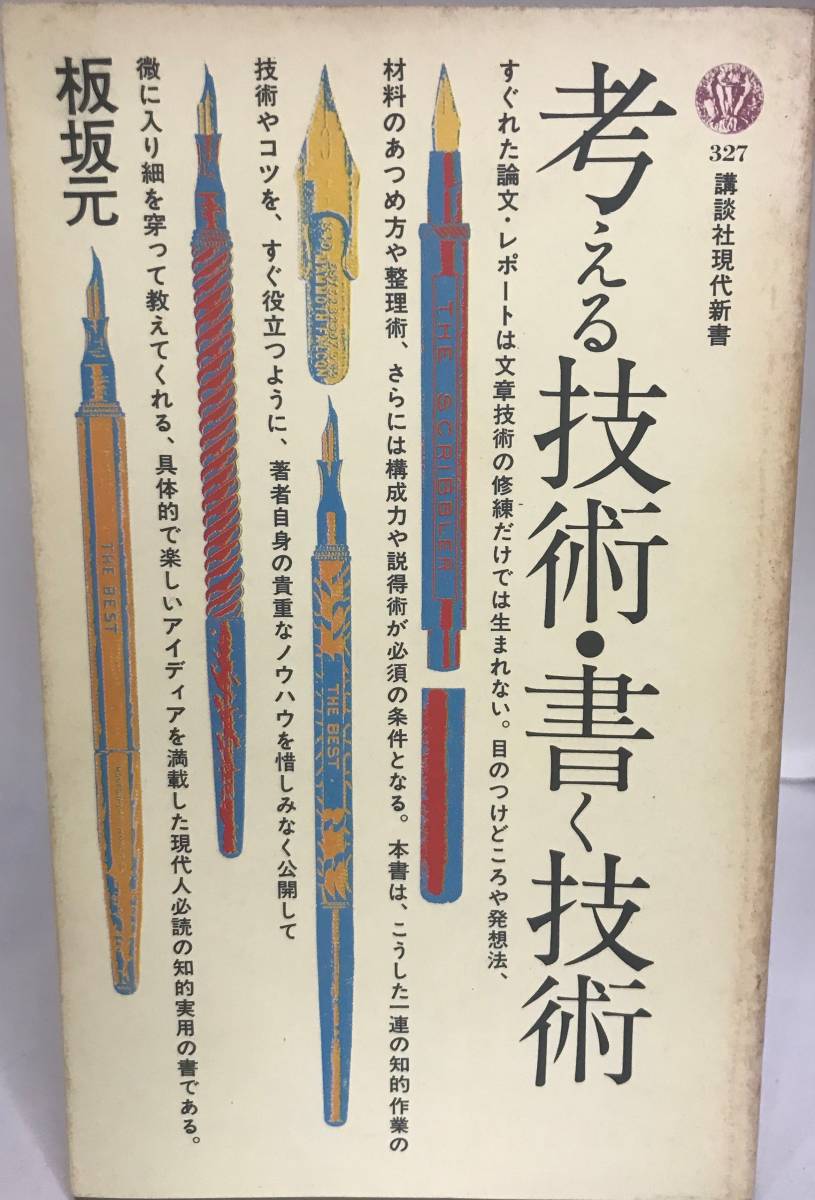 327
講談社現代新書
考える技術・書く技術
すぐれた論文・レポートは文章技術の修練だけでは生まれない。目のつけどころや発想法、
材料のあつめ方や整理術、さらには構成力や説得術が必須の条件となる。本書は、こうした一連の知的作業の
技術やコツを、すぐ役立つように、著者自身の貴重なノウハウを惜しみなく公開して
微に入り細を穿って教えてくれる、具体的で楽しいアイディアを満載した現代人必読の知的実用の書である。
板坂元
THE SCRIBBLER
THE BEST
THE BEST